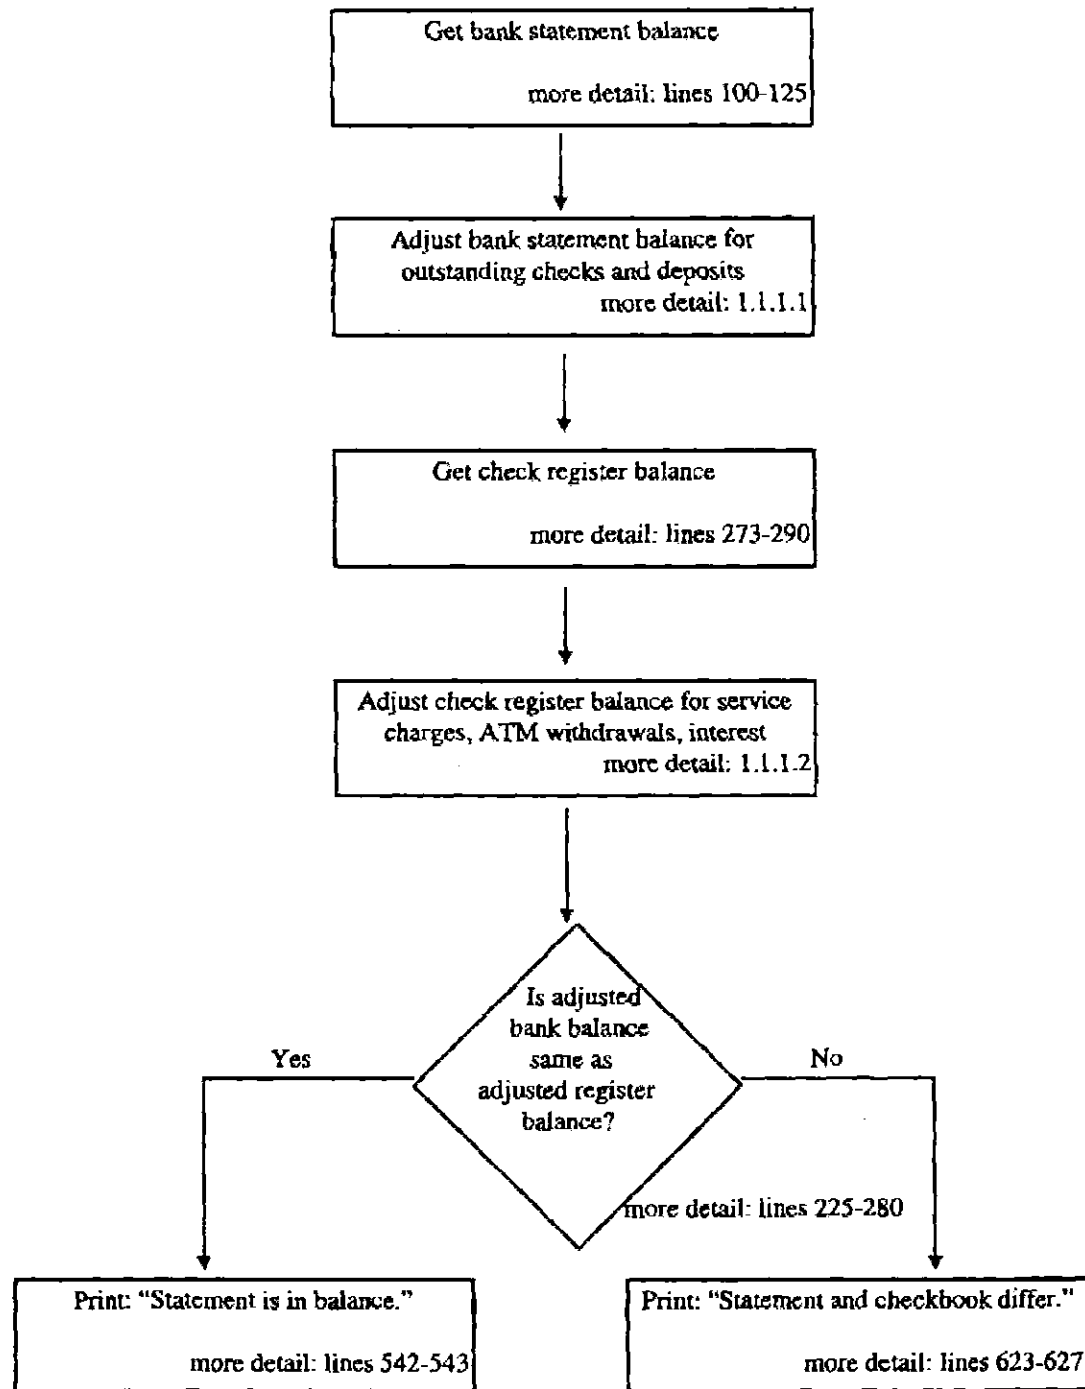 Get bank statement balance
more detail: lines 100-125
Adjust bank statement balance for
outstanding checks and deposits
more detail: 1.1.1.1
Get check register balance
more detail: lines 273-290
Adjust check register balance for service
charges, ATM withdrawals, interest
more detail: 1.1.1.2
Is adjusted
bank balance
same as
adjusted register
balance?
Yes
No
more detail: lines 225-280
Print: “Statement is in balance.”
more detail: lines 542-543
Print: “Statement and checkbook differ.”
more detail: lines 623-627